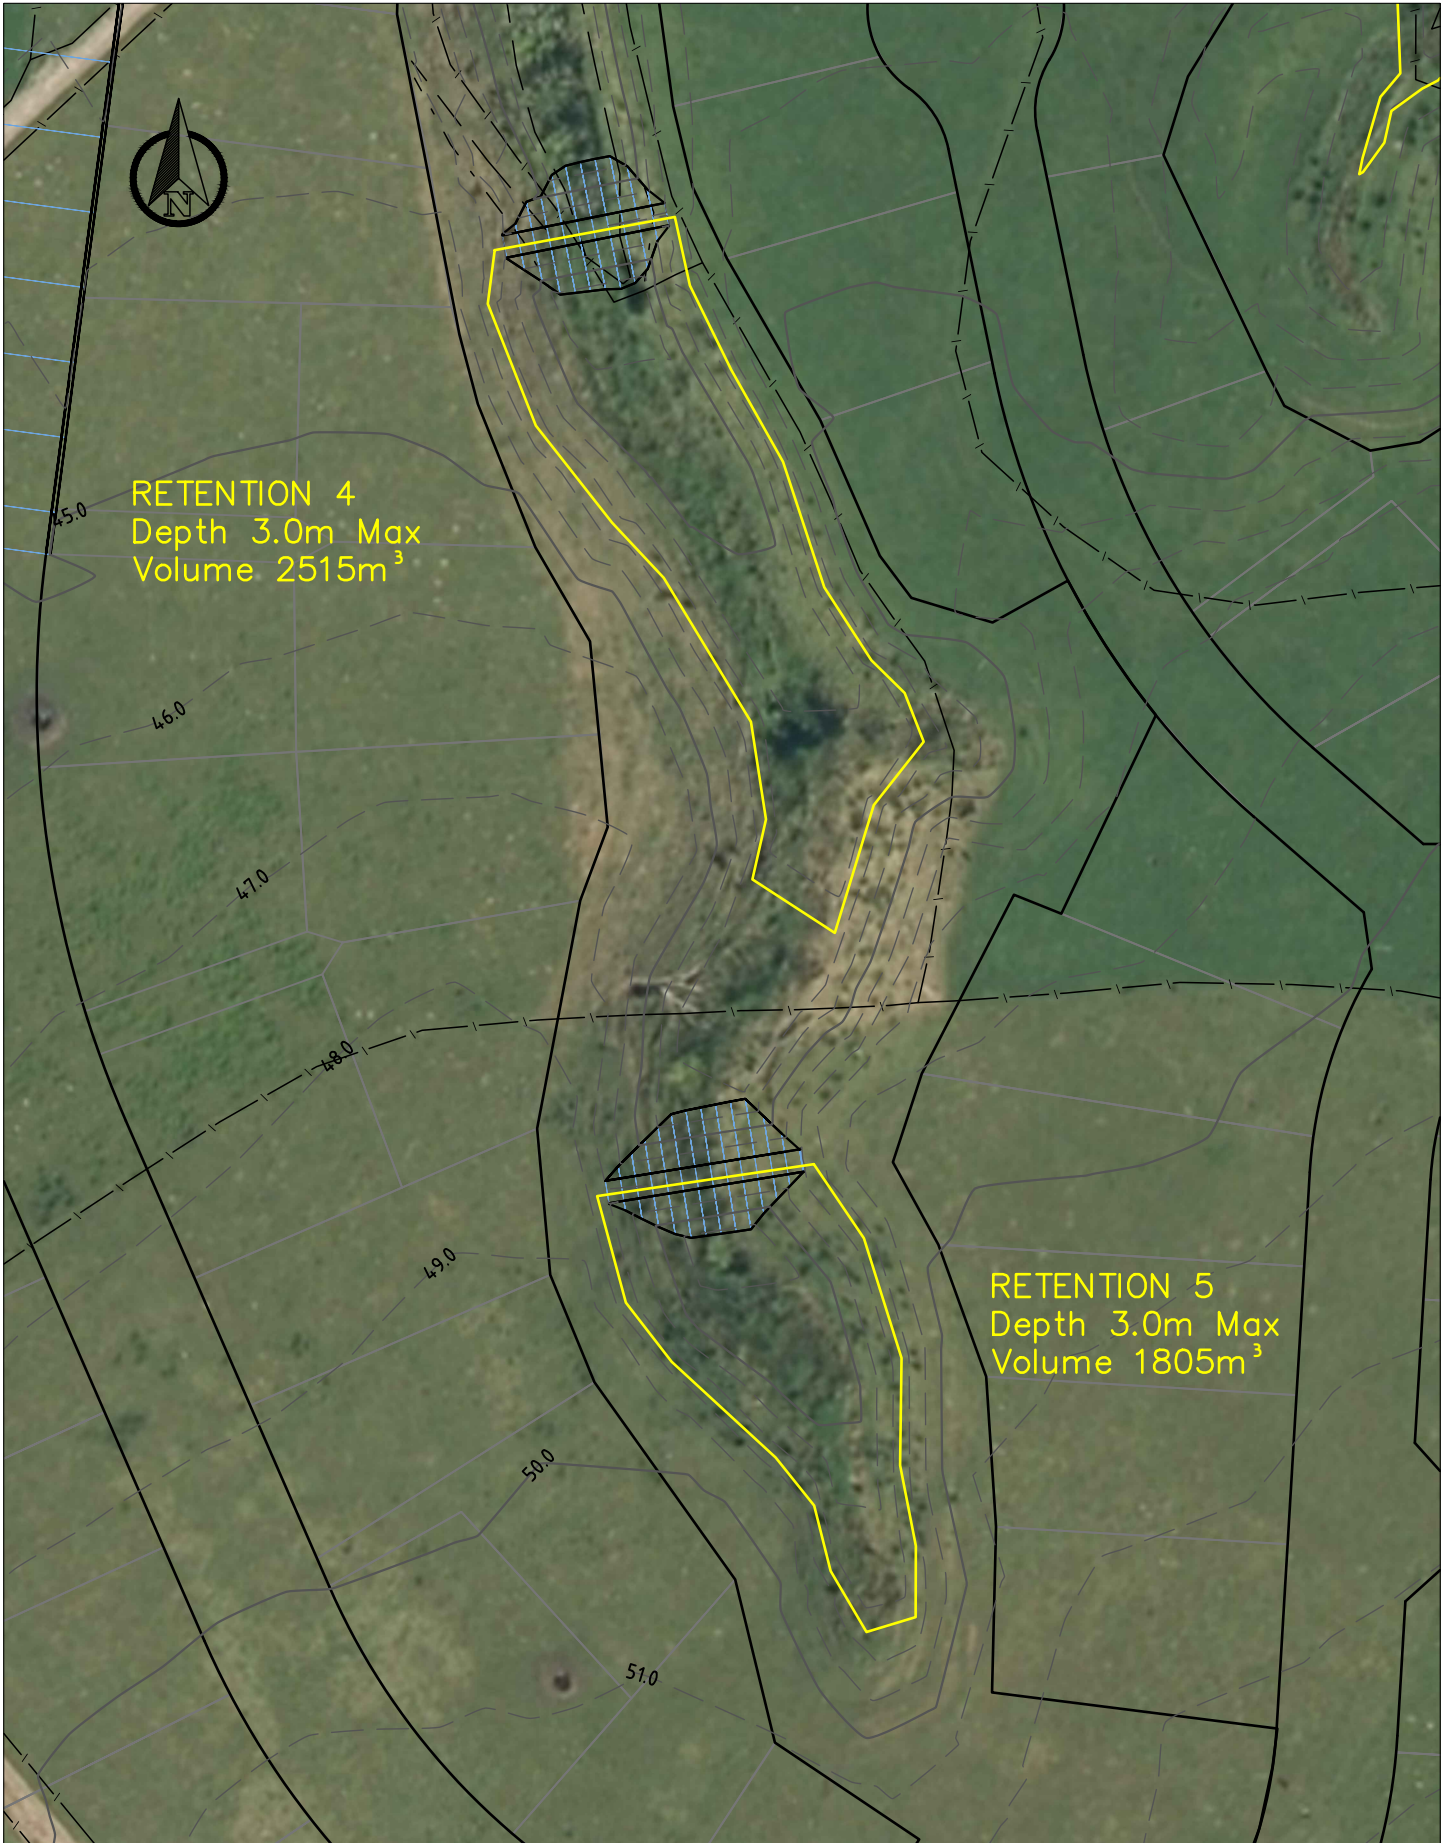 N
RETENTION 4
Depth 3.0m Max
Volume 2515m³
45.0
46.0
47.0
48.0
49.0
RETENTION 5
Depth 3.0m Max
Volume 1805m³
50.0
51.0